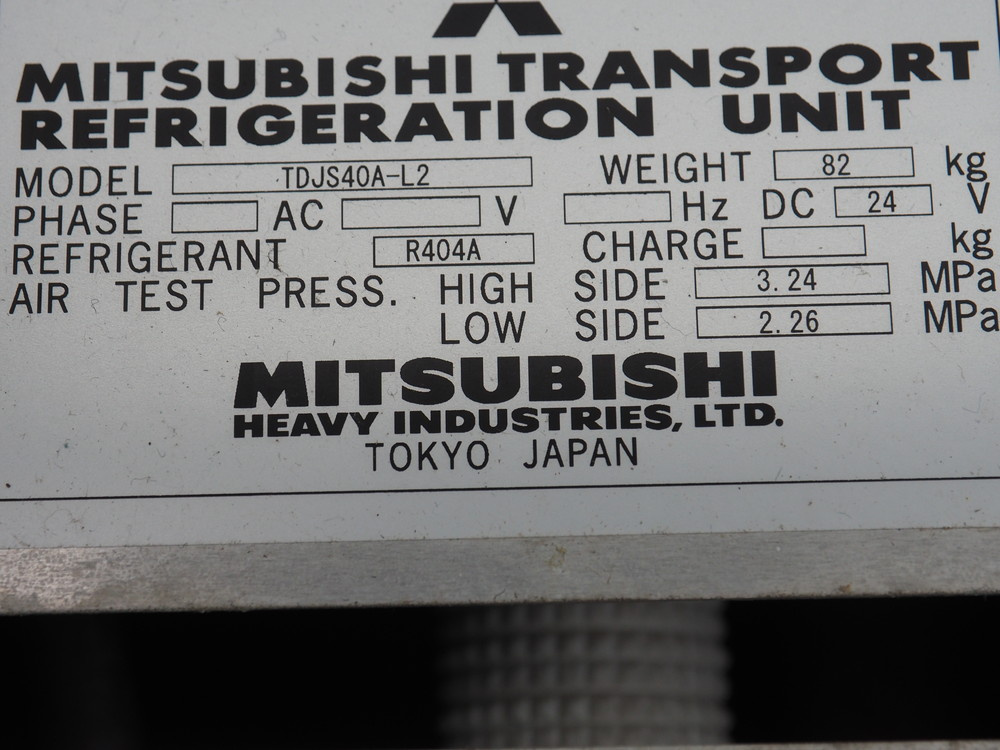 MITSUBISHI TRANSPORT
REFRIGERATION UNIT
MODEL TDJS40A-L2 WEIGHT 82 kg
PHASE AC V Hz DC 24 V
REFRIGERANT R404A CHARGE kg
AIR TEST PRESS. HIGH SIDE 3.24 MPa
LOW SIDE 2.26 MPa
MITSUBISHI
HEAVY INDUSTRIES, LTD.
TOKYO JAPAN